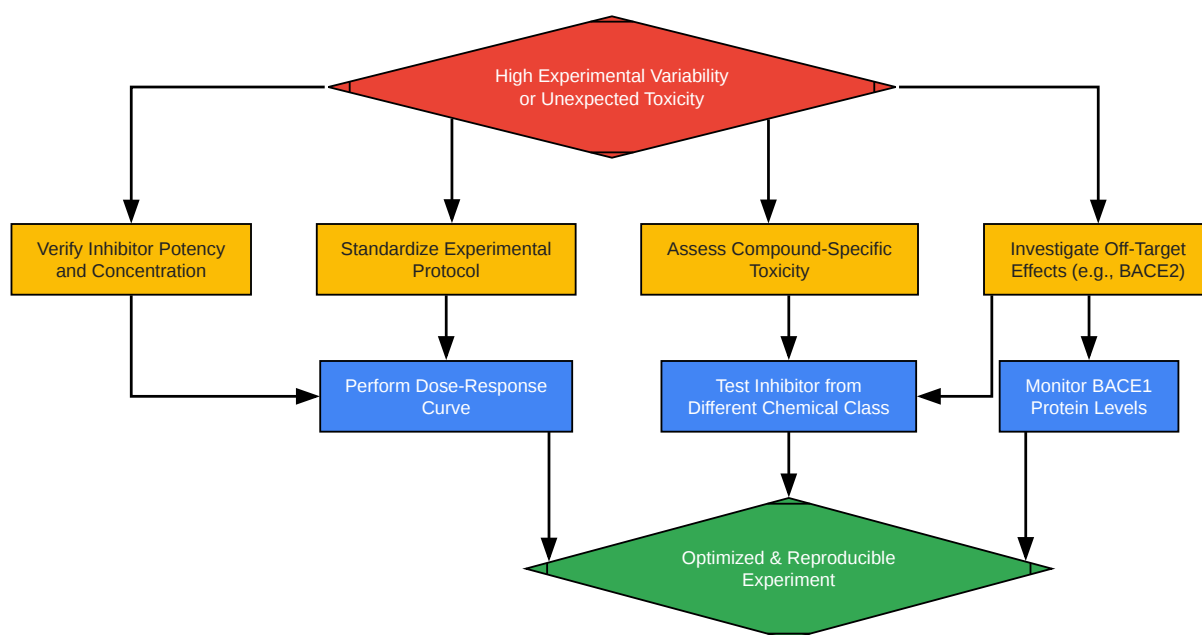 High Experimental Variability
or Unexpected Toxicity
Verify Inhibitor Potency
and Concentration
Standardize Experimental
Protocol
Assess Compound-Specific
Toxicity
Investigate Off-Target
Effects (e.g., BACE2)
Perform Dose-Response
Curve
Test Inhibitor from
Different Chemical Class
Monitor BACE1
Protein Levels
Optimized & Reproducible
Experiment